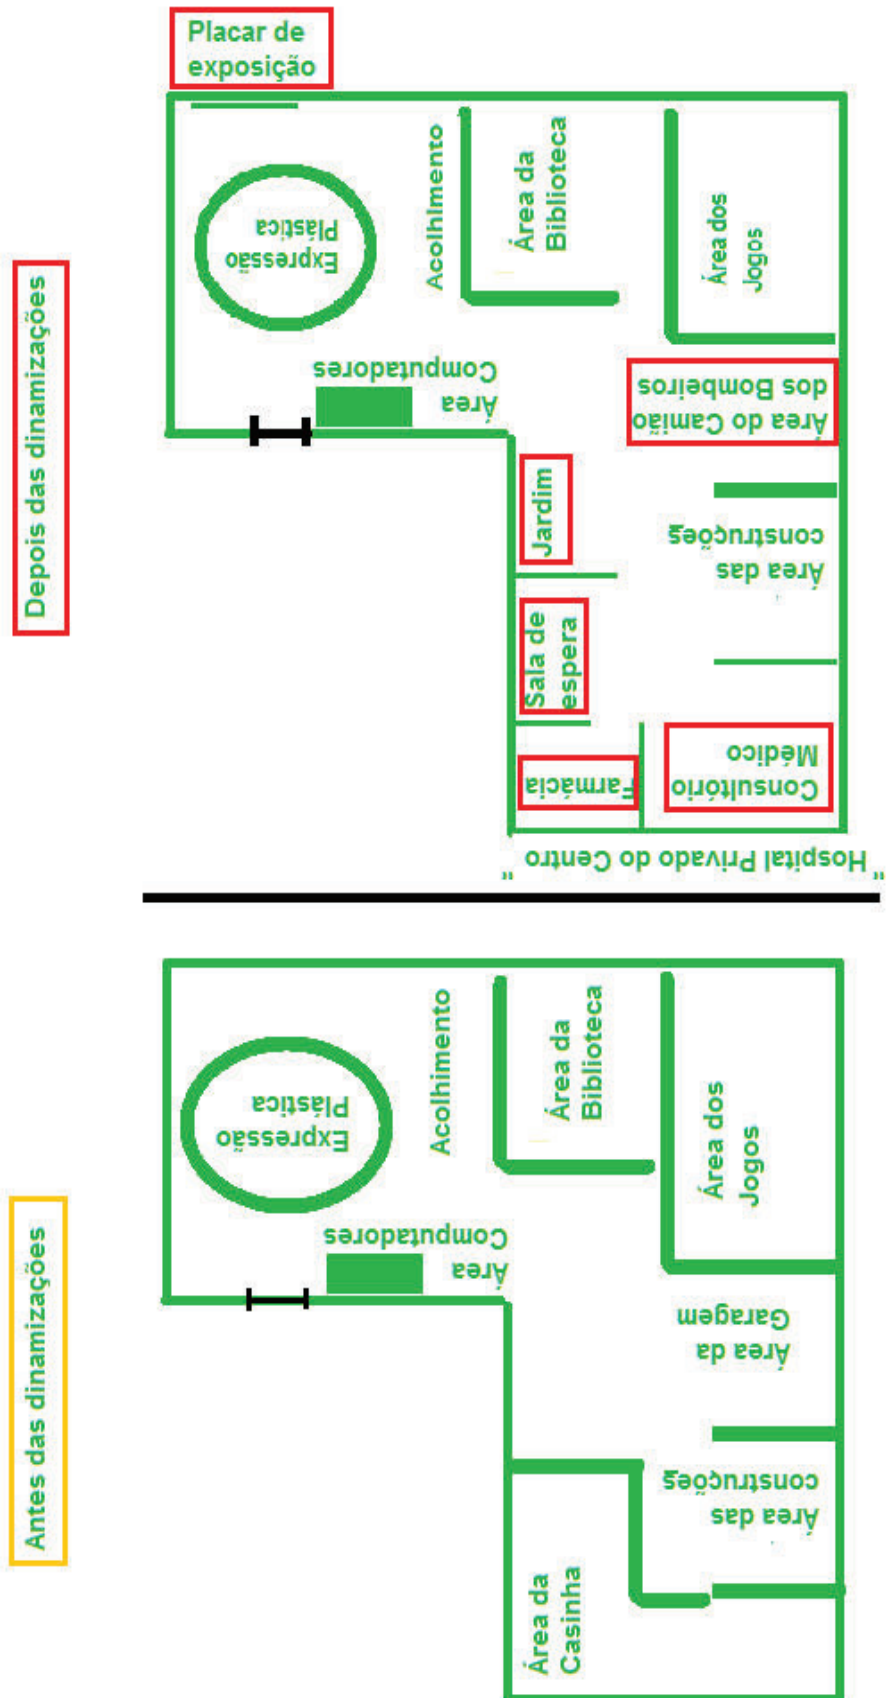 Placar de
exposição
Depois das dinamizações
Expressão
Plástica
Acolhimento
Área da
Biblioteca
Área dos
Jogos
Área
Computadores
Área do Camião
dos Bombeiros
Jardim
Área das
construções
Sala de
espera
Farmácia
Consultório
Médico
"Hospital Privado do Centro"
Antes das dinamizações
Expressão
Plástica
Acolhimento
Área da
Biblioteca
Área dos
Jogos
Área
Computadores
Área da
Garagem
Área das
construções
Área da
Casinha